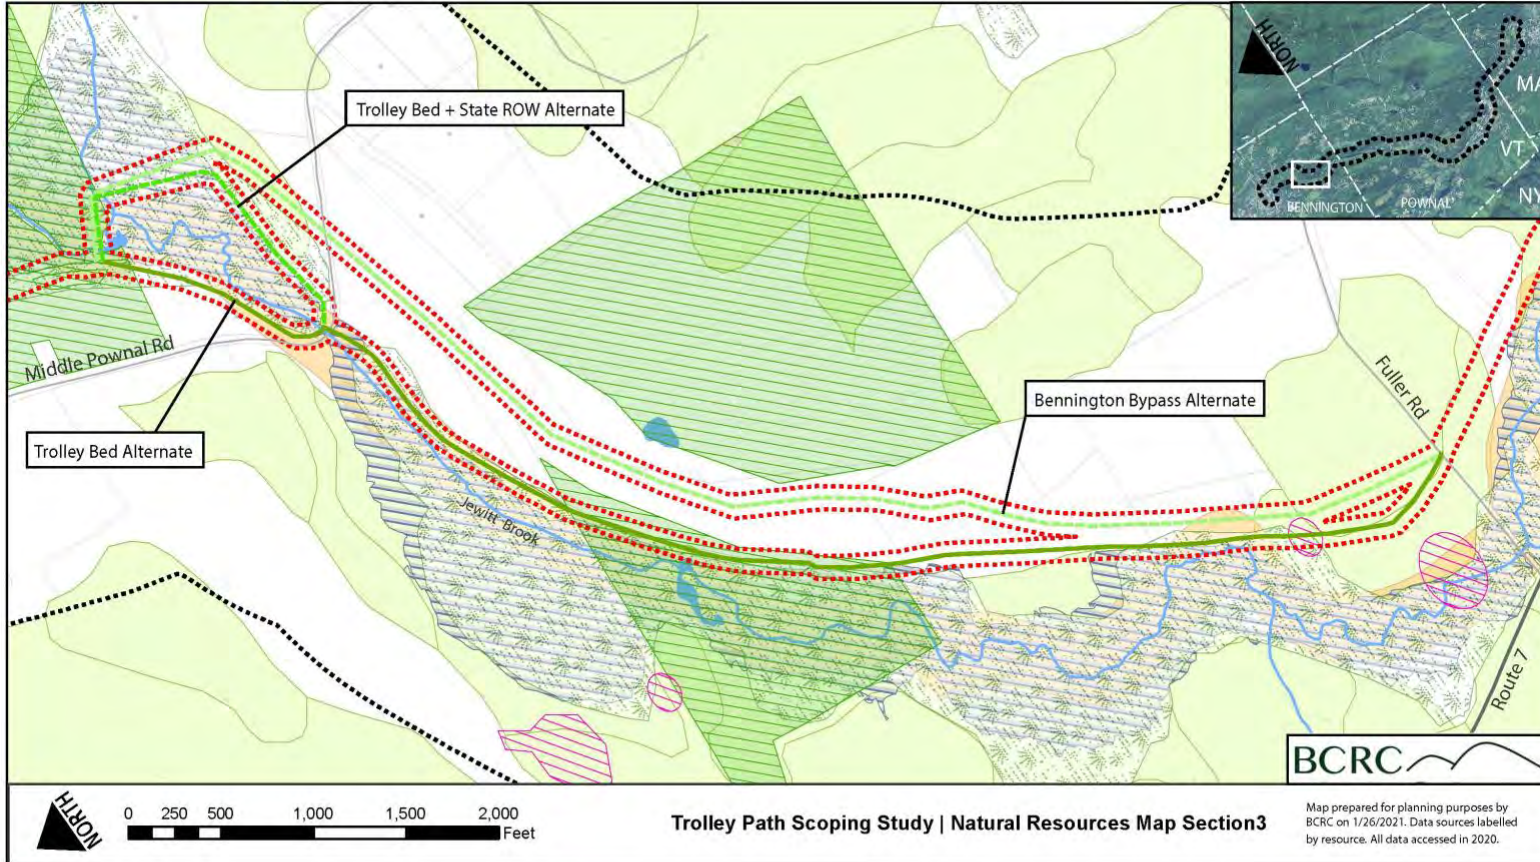 Trolley Bed + State ROW Alternate
NORTH
MA
VT
NY
BENNINGTON
POWNAL
Middle Pownal Rd
Trolley Bed Alternate
Bennington Bypass Alternate
Fuller Rd
Jewitt Brook
Route 7
BCRC
NORTH
0 250 500 1,000 1,500 2,000
Feet
Trolley Path Scoping Study | Natural Resources Map Section3
Map prepared for planning purposes by
BCRC on 1/26/2021. Data sources labelled
by resource. All data accessed in 2020.